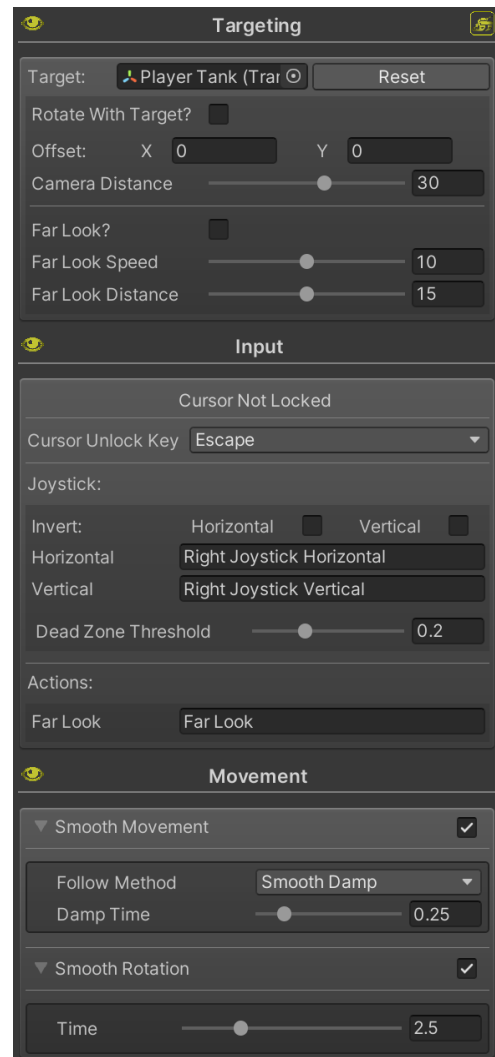 Targeting
Target: Player Tank (Trar Reset
Rotate With Target?
Offset: X 0 Y 0
Camera Distance 30
Far Look?
Far Look Speed 10
Far Look Distance 15
Input
Cursor Not Locked
Cursor Unlock Key Escape
Joystick:
Invert: Horizontal Vertical
Horizontal Right Joystick Horizontal
Vertical Right Joystick Vertical
Dead Zone Threshold 0.2
Actions:
Far Look Far Look
Movement
Smooth Movement
Follow Method Smooth Damp
Damp Time 0.25
Smooth Rotation
Time 2.5